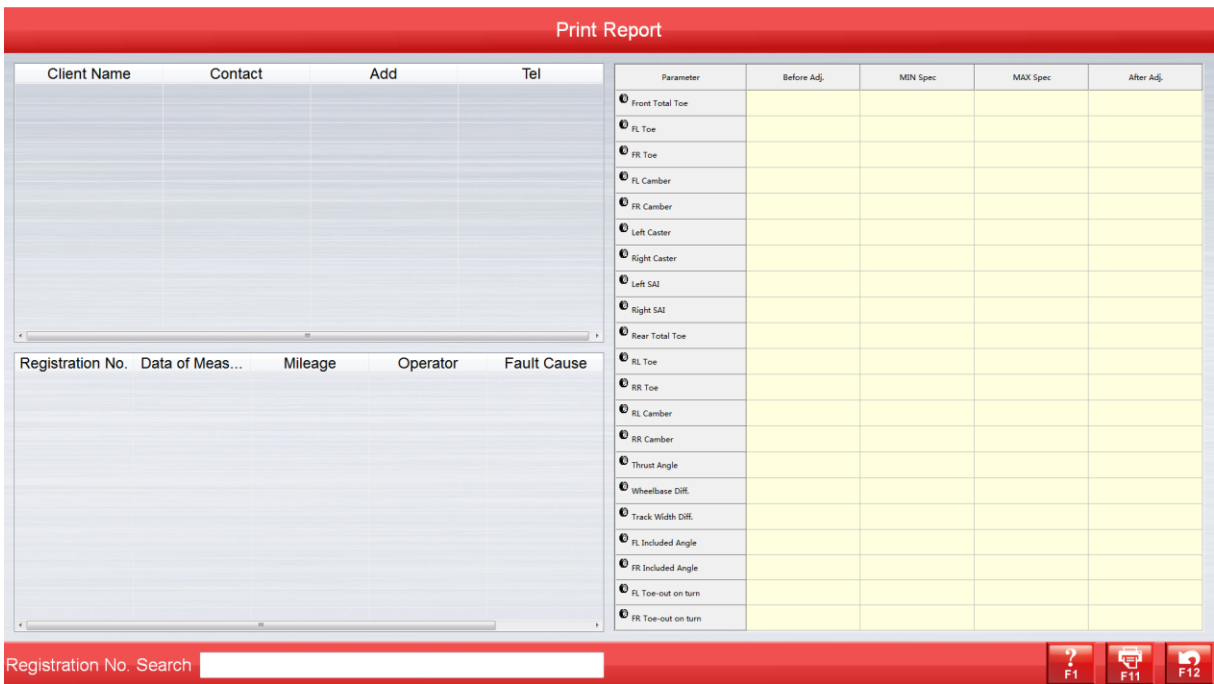 Print Report
Client Name Contact Add Tel
Registration No. Data of Meas... Mileage Operator Fault Cause
Parameter Before Adj. MIN Spec MAX Spec After Adj.
Front Total Toe
FL Toe
FR Toe
FL Camber
FR Camber
Left Caster
Right Caster
Left SAI
Right SAI
Rear Total Toe
RL Toe
RR Toe
RL Camber
RR Camber
Thrust Angle
Wheelbase Diff.
Track Width Diff.
FL Included Angle
FR Included Angle
FL Toe-out on turn
FR Toe-out on turn
Registration No. Search
? F1 F11 F12